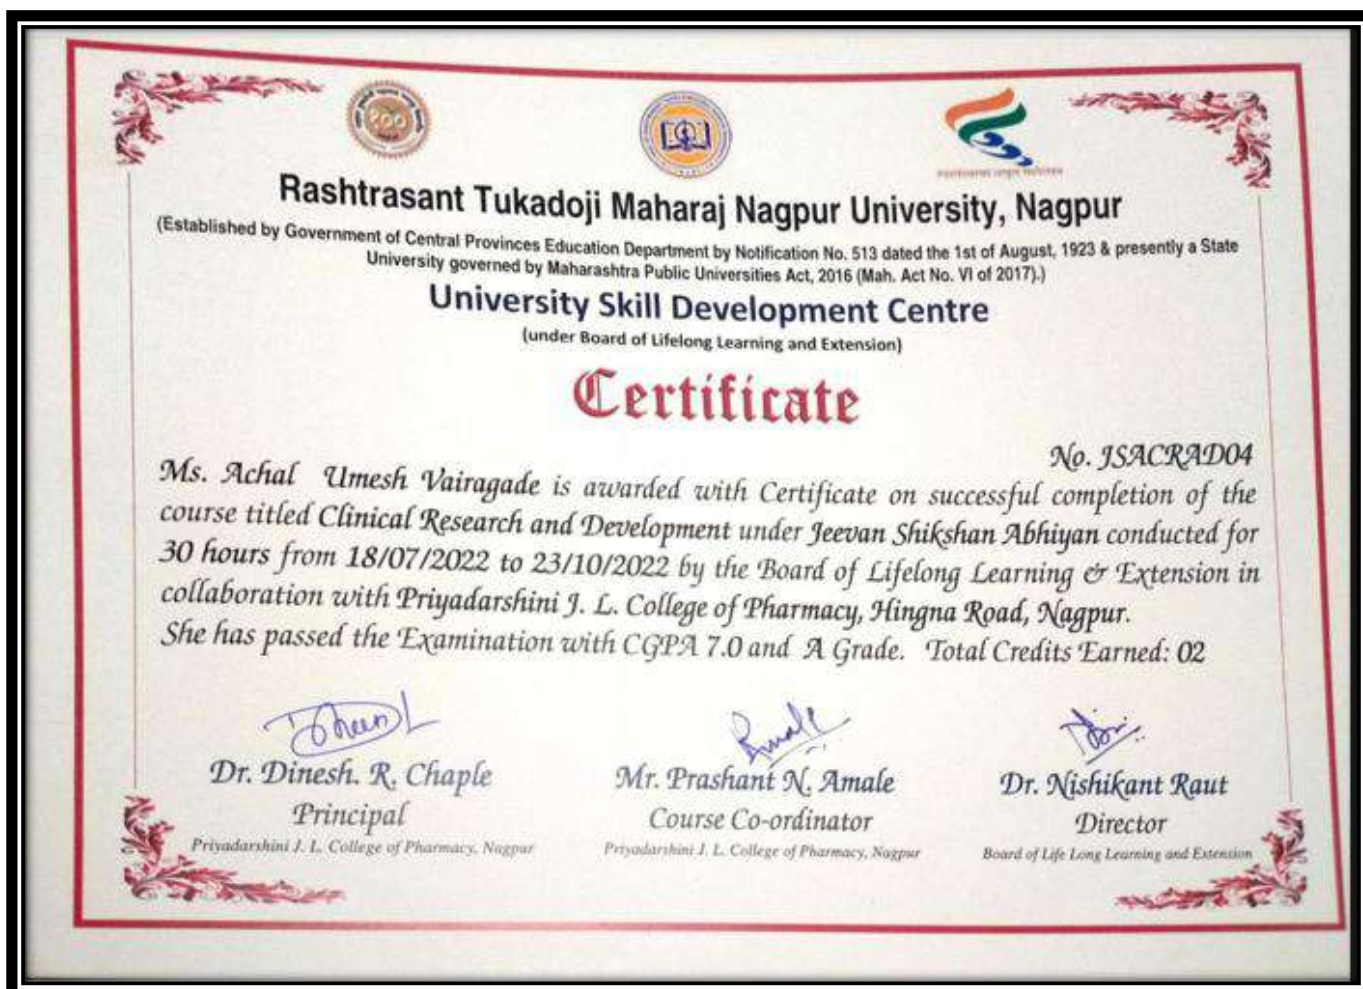 Rashtrasant Tukadoji Maharaj Nagpur University, Nagpur
(Established by Government of Central Provinces Education Department by Notification No. 513 dated the 1st of August, 1923 & presently a State
University governed by Maharashtra Public Universities Act, 2016 (Mah. Act No. VI of 2017).)
University Skill Development Centre
(under Board of Lifelong Learning and Extension)
Certificate
No. JSACRAD04
Ms. Achal Umesh Vairagade is awarded with Certificate on successful completion of the
course titled Clinical Research and Development under Jeevan Shikshan Abhiyan conducted for
30 hours from 18/07/2022 to 23/10/2022 by the Board of Lifelong Learning & Extension in
collaboration with Priyadarshini J. L. College of Pharmacy, Hingna Road, Nagpur.
She has passed the Examination with CGPA 7.0 and A Grade. Total Credits Earned: 02
Dr. Dinesh. R. Chaple
Principal
Priyadarshini J. L. College of Pharmacy, Nagpur
Mr. Prashant N. Amale
Course Co-ordinator
Priyadarshini J. L. College of Pharmacy, Nagpur
Dr. Nishikant Raut
Director
Board of Life Long Learning and Extension